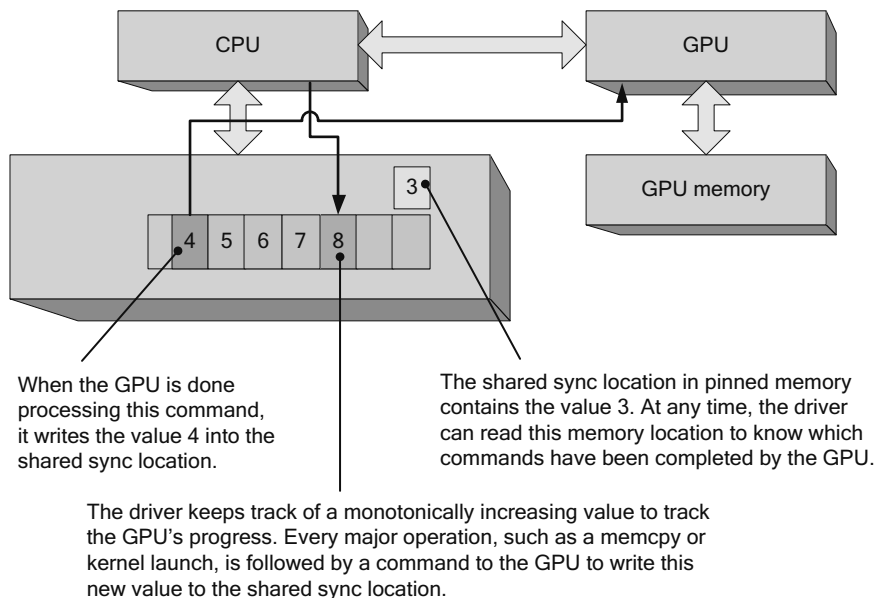 CPU
GPU
GPU memory
3
4 5 6 7 8
When the GPU is done
processing this command,
it writes the value 4 into the
shared sync location.
The shared sync location in pinned memory
contains the value 3. At any time, the driver
can read this memory location to know which
commands have been completed by the GPU.
The driver keeps track of a monotonically increasing value to track
the GPU’s progress. Every major operation, such as a memcpy or
kernel launch, is followed by a command to the GPU to write this
new value to the shared sync location.